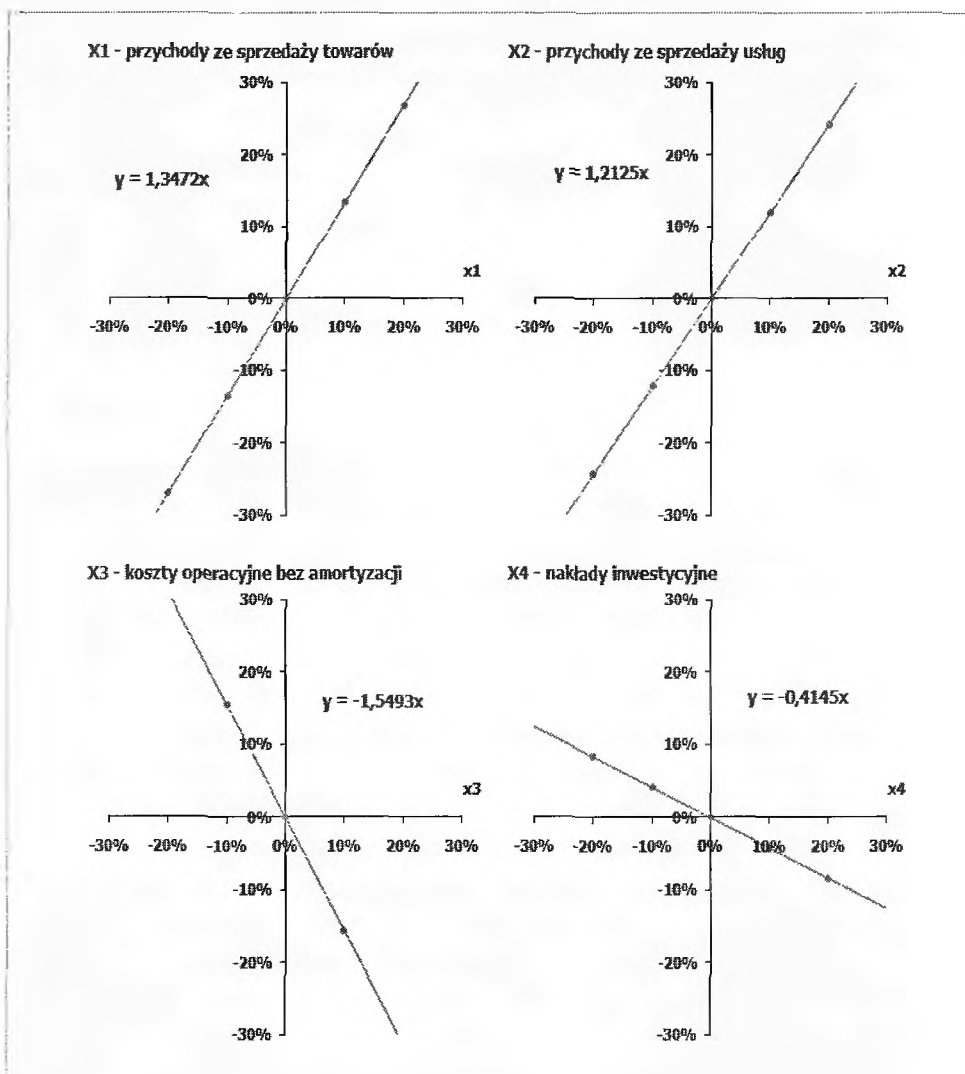 X1 - przychody ze sprzedaży towarów
30%
20%
y = 1,3472x
10%
x1
0%
-30% -20% -10% 0% 10% 20% 30%
-10%
-20%
-30%
X2 - przychody ze sprzedaży usług
30%
20%
y = 1,2125x
10%
x2
0%
-30% -20% -10% 0% 10% 20% 30%
-10%
-20%
-30%
X3 - koszty operacyjne bez amortyzacji
30%
20%
y = -1,5493x
10%
x3
0%
-30% -20% -10% 0% 10% 20% 30%
-10%
-20%
-30%
X4 - nakłady inwestycyjne
30%
20%
y = -0,4145x
10%
x4
0%
-30% -20% -10% 0% 10% 20% 30%
-10%
-20%
-30%